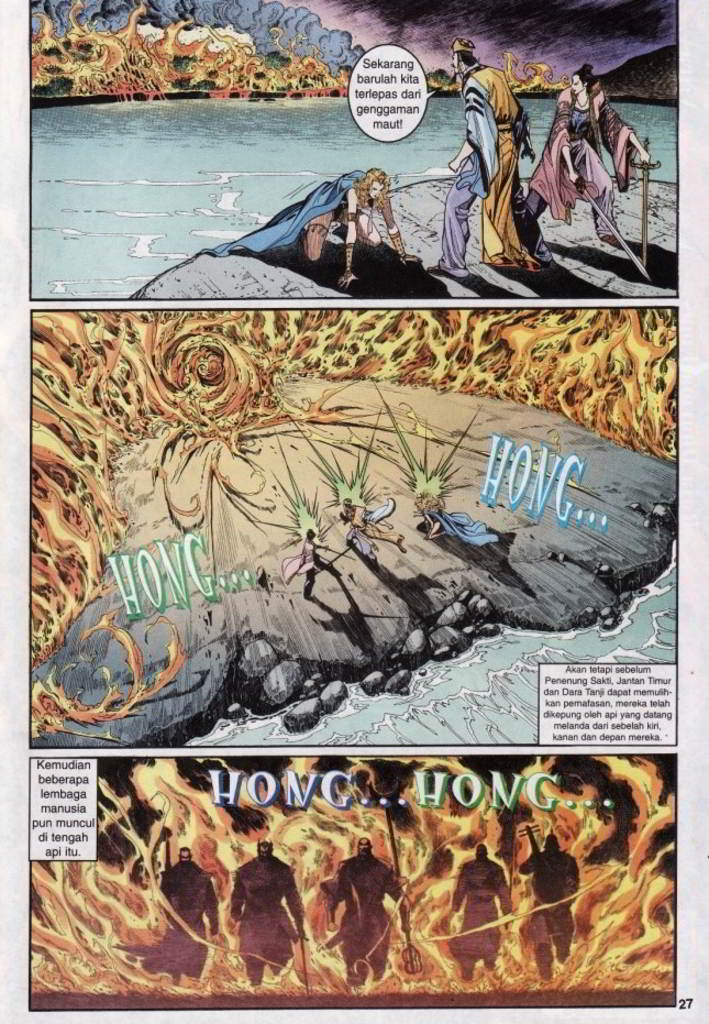 Sekarang
barulah kita
terlepas dari
genggaman
maut!
HONG...
HONG...
Akan tetapi sebelum
Penenung Sakti, Jantan Timur
dan Dara Tanji dapat memulih-
kan pernafasan, mereka telah
dikepung oleh api yang datang
melanda dari sebelah kiri,
kanan dan depan mereka.
Kemudian
beberapa
lembaga
manusia
pun muncul
di tengah
api itu.
HONG...HONG...
27